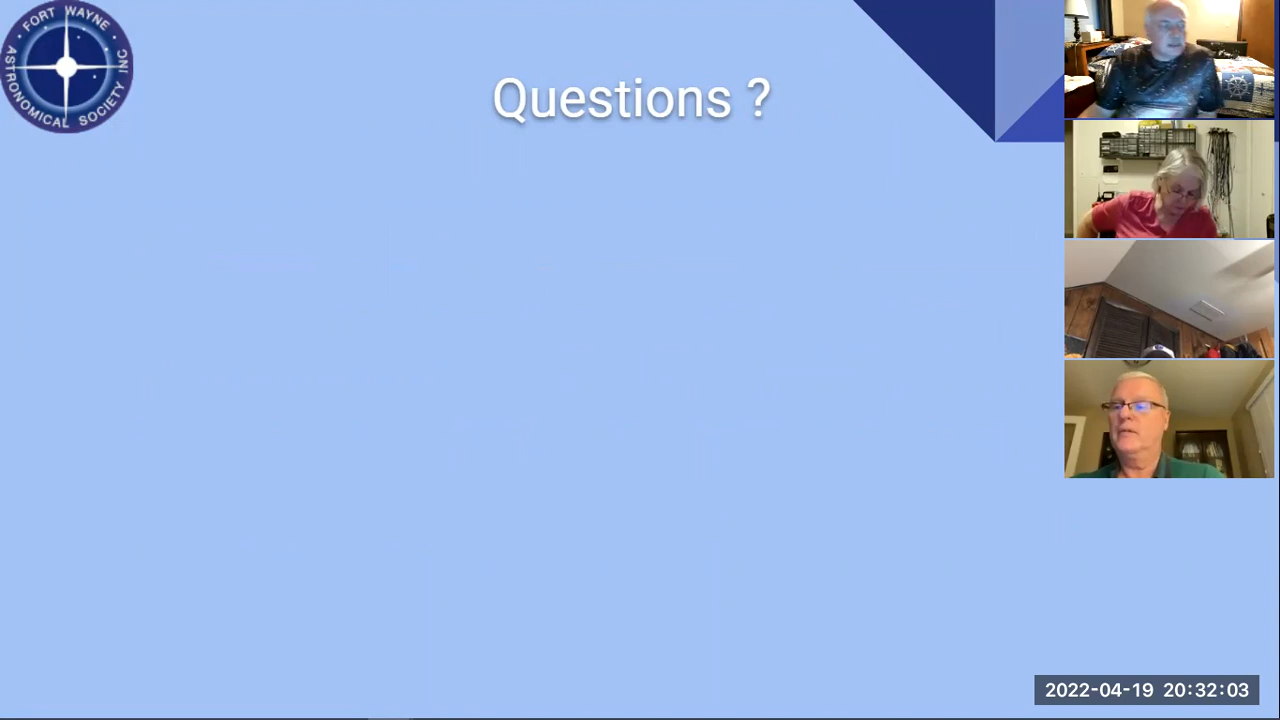 • FORT WAYNE •
ASTRONOMICAL SOCIETY INC
Questions ?
2022-04-19 20:32:03